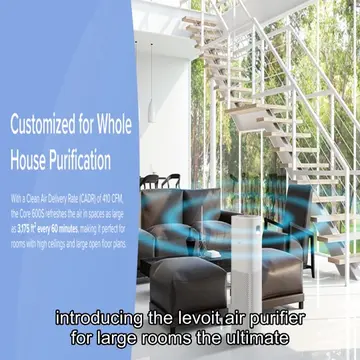 Customized for Whole
House Purification
With a Clean Air Delivery Rate (CADR) of 410 CFM,
the Core 600S refreshes the air in spaces as large
as 3,175 ft² every 60 minutes, making it perfect for
rooms with high ceilings and large open floor plans.
introducing the levoit air purifier
for large rooms the ultimate